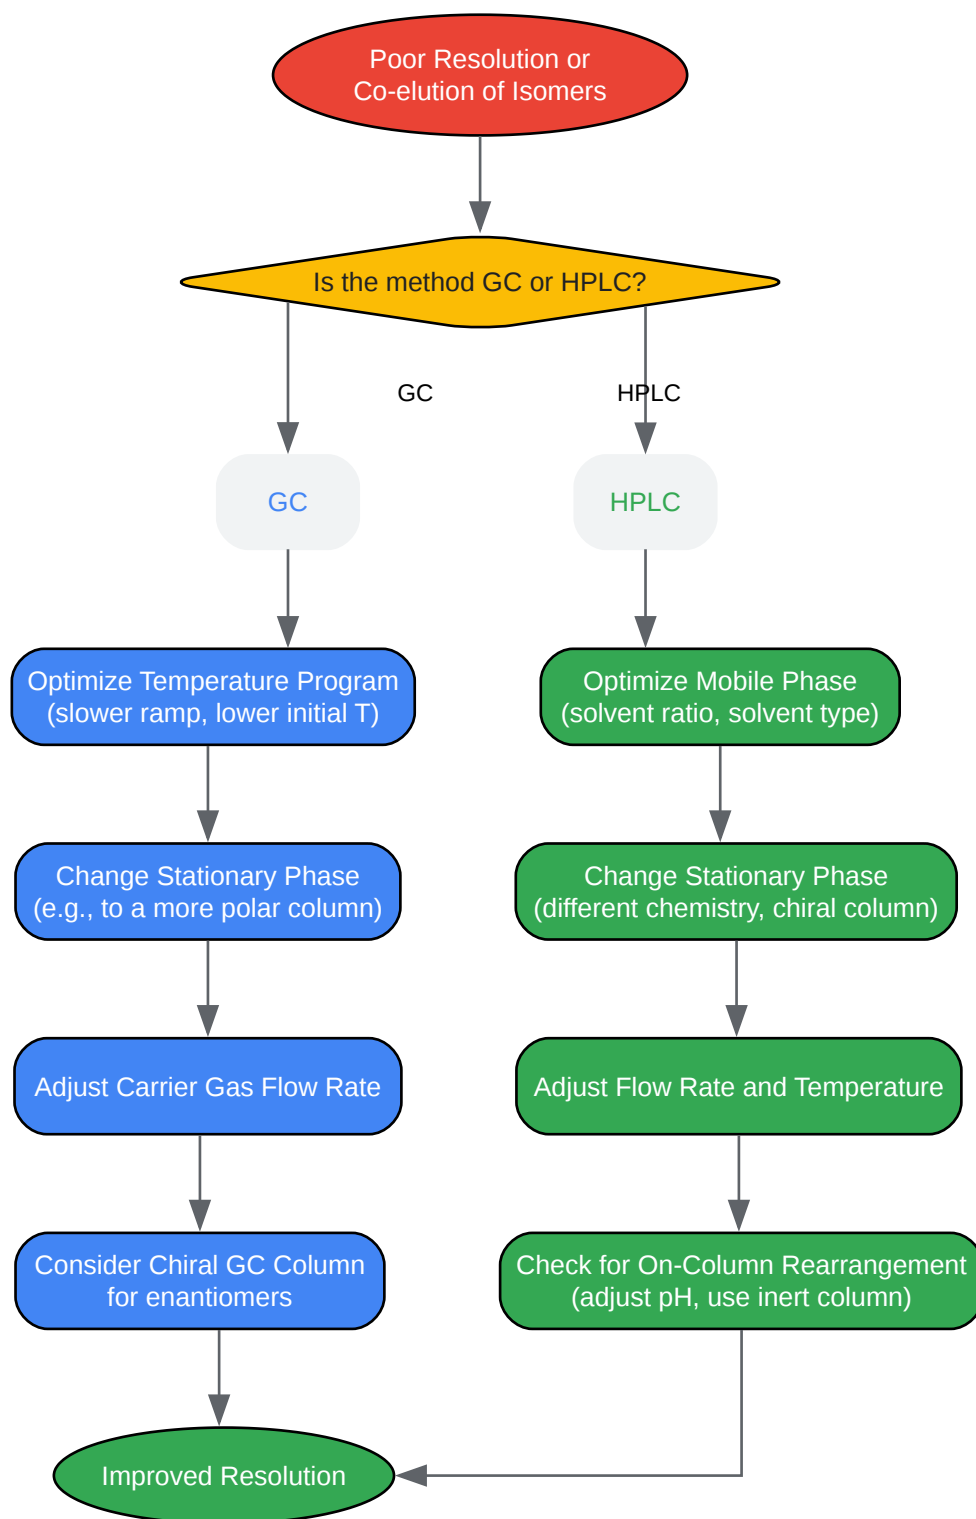 Poor Resolution or
Co-elution of Isomers
Is the method GC or HPLC?
GC
HPLC
GC
HPLC
Optimize Temperature Program
(slower ramp, lower initial T)
Optimize Mobile Phase
(solvent ratio, solvent type)
Change Stationary Phase
(e.g., to a more polar column)
Change Stationary Phase
(different chemistry, chiral column)
Adjust Carrier Gas Flow Rate
Adjust Flow Rate and Temperature
Consider Chiral GC Column
for enantiomers
Check for On-Column Rearrangement
(adjust pH, use inert column)
Improved Resolution